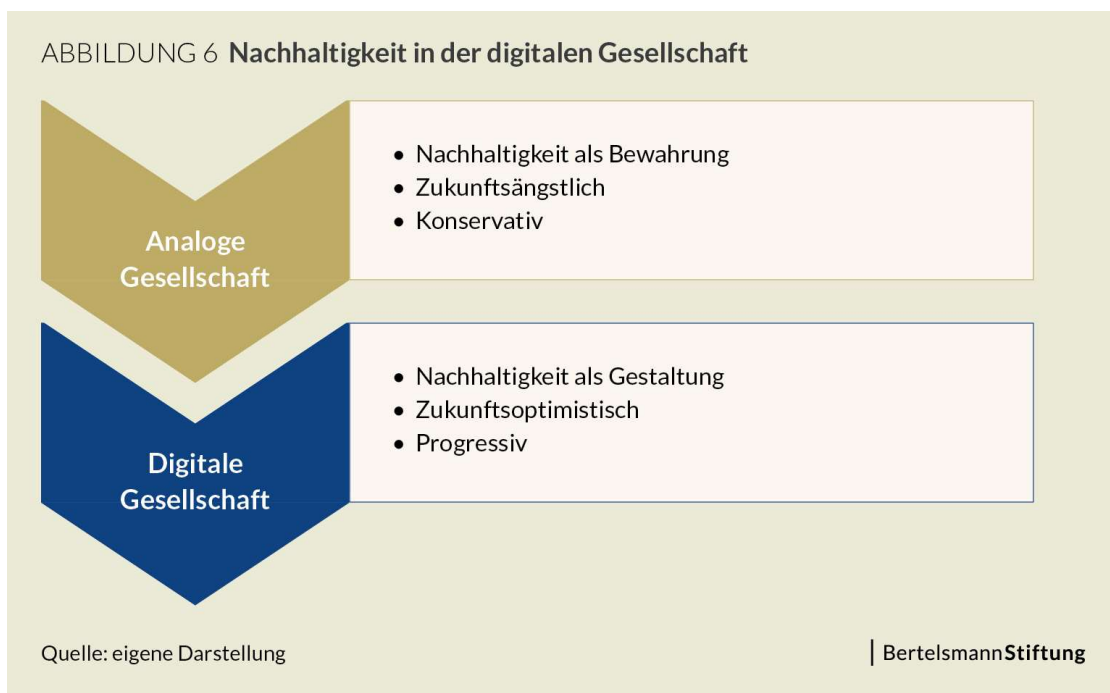 ABBILDUNG 6 Nachhaltigkeit in der digitalen Gesellschaft
Analoge
Gesellschaft
• Nachhaltigkeit als Bewahrung
• Zukunftsängstlich
• Konservativ
Digitale
Gesellschaft
• Nachhaltigkeit als Gestaltung
• Zukunftsoptimistisch
• Progressiv
Quelle: eigene Darstellung
| BertelsmannStiftung